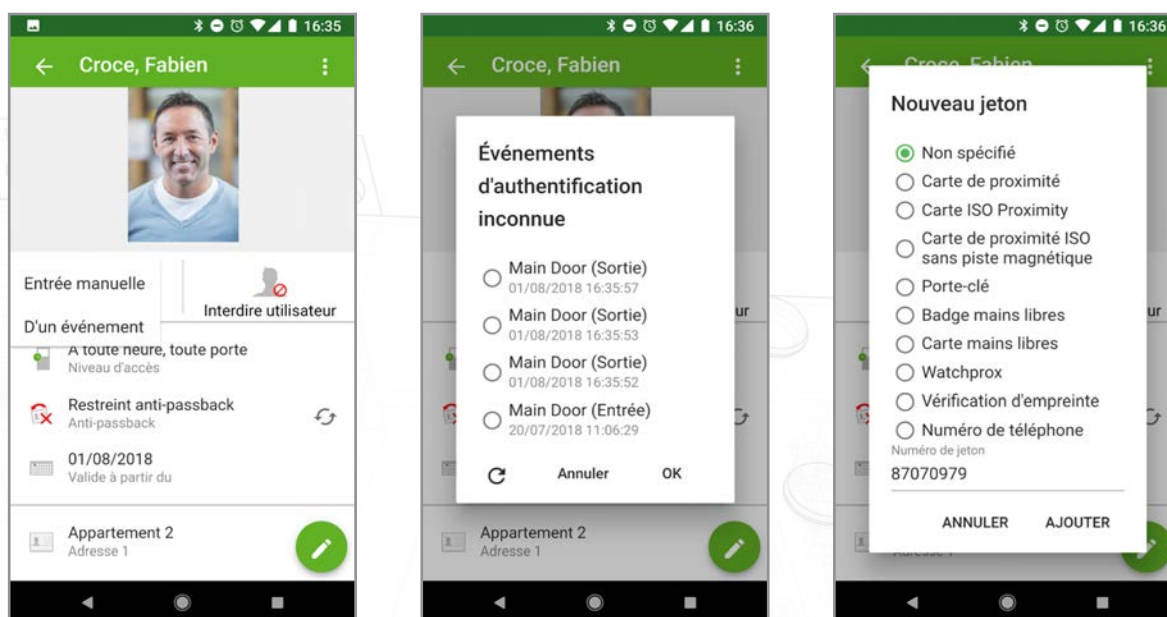 16:35
Croce, Fabien
Entrée manuelle
D'un événement
Interdire utilisateur
A toute heure, toute porte
Niveau d'accès
Restreint anti-passback
Anti-passback
01/08/2018
Valide à partir du
Appartement 2
Adresse 1
16:36
Croce, Fabien
Événements
d'authentification
inconnue
Main Door (Sortie)
01/08/2018 16:35:57
Main Door (Sortie)
01/08/2018 16:35:53
Main Door (Sortie)
01/08/2018 16:35:52
Main Door (Entrée)
20/07/2018 11:06:29
Annuler OK
ur
Appartement 2
Adresse 1
16:36
Croce, Fabien
Nouveau jeton
Non spécifié
Carte de proximité
Carte ISO Proximity
Carte de proximité ISO
sans piste magnétique
Porte-clé
Badge mains libres
Carte mains libres
Watchprox
Vérification d'empreinte
Numéro de téléphone
Numéro de jeton
87070979
ANNULER AJOUTER
ur
Adresse 1